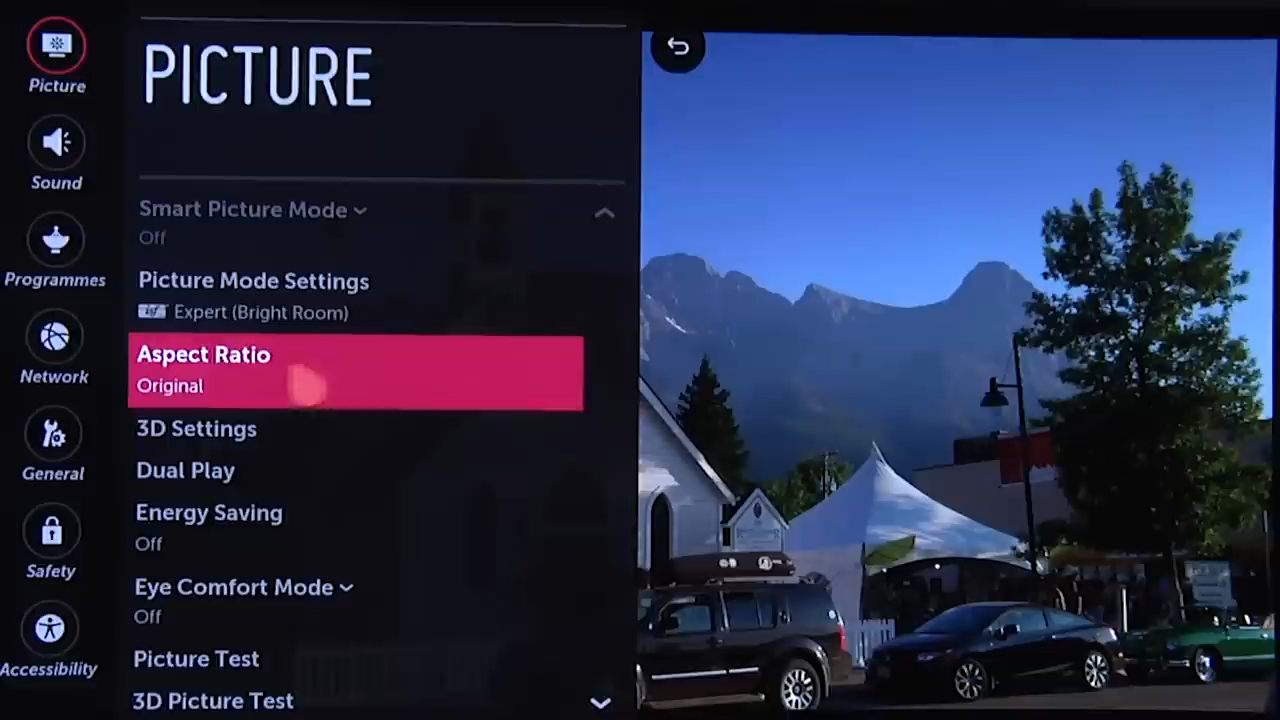 PICTURE
Picture
Sound
Programmes
Network
General
Safety
Accessibility
Smart Picture Mode
Off
Picture Mode Settings
Expert (Bright Room)
Aspect Ratio
Original
3D Settings
Dual Play
Energy Saving
Off
Eye Comfort Mode
Off
Picture Test
3D Picture Test